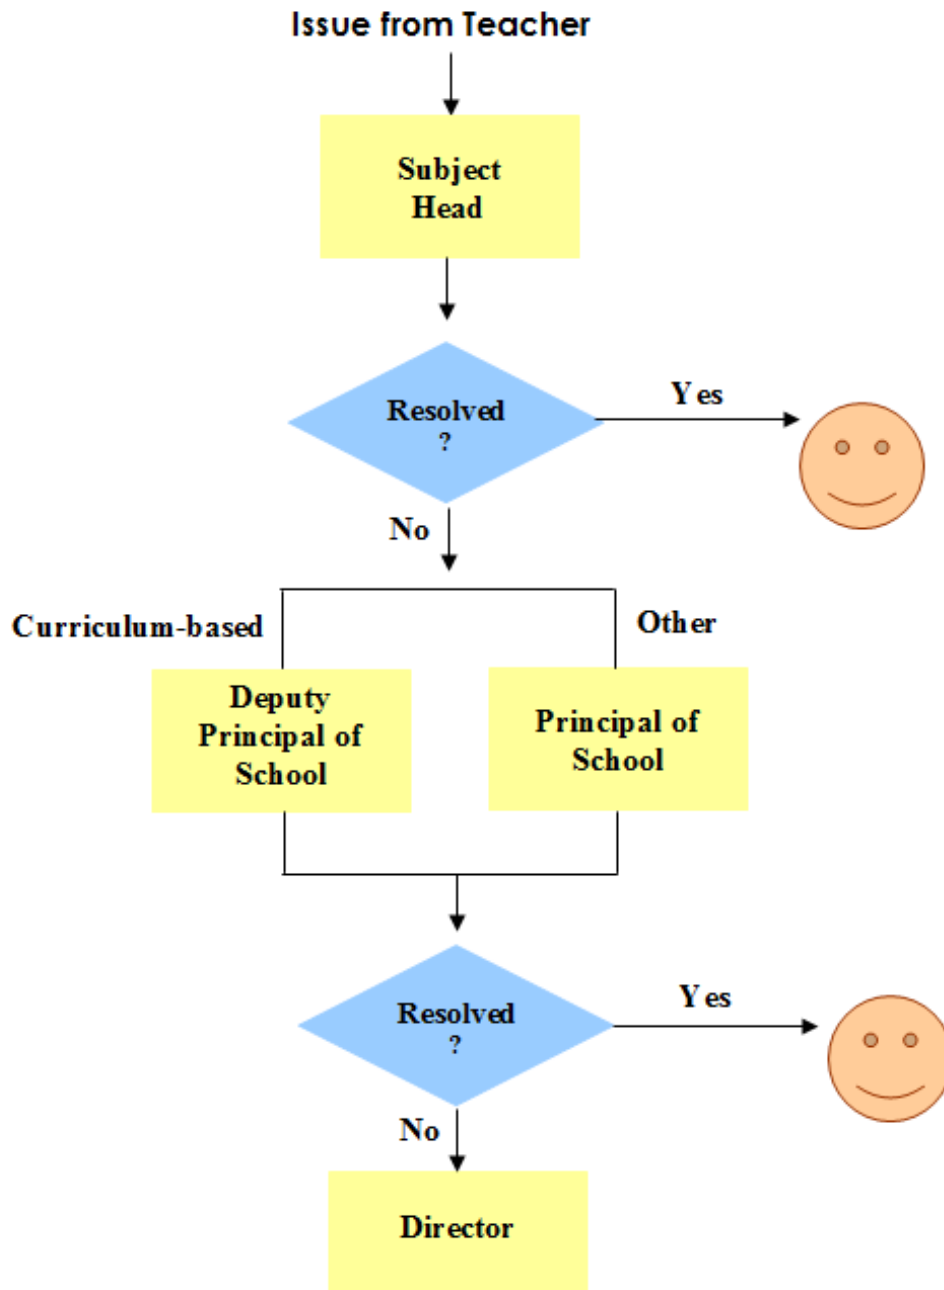 Issue from Teacher
Subject
Head
Resolved
?
Yes
No
Curriculum-based
Other
Deputy
Principal of
School
Principal of
School
Resolved
?
Yes
No
Director